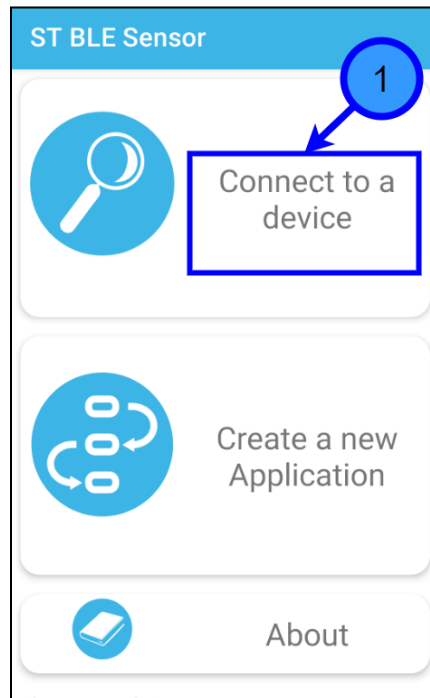 ST BLE Sensor
1
Connect to a
device
Create a new
Application
About